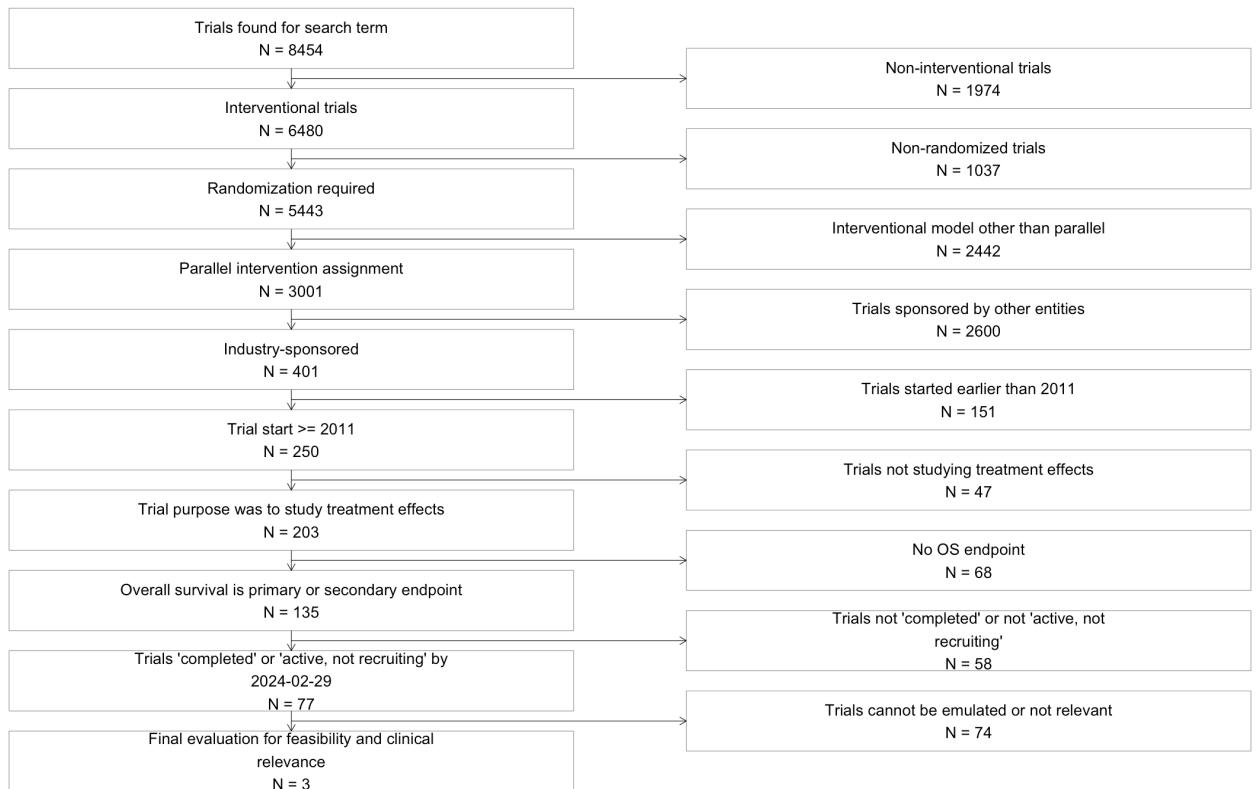 Trials found for search term
N = 8454
Non-interventional trials
N = 1974
Interventional trials
N = 6480
Non-randomized trials
N = 1037
Randomization required
N = 5443
Interventional model other than parallel
N = 2442
Parallel intervention assignment
N = 3001
Trials sponsored by other entities
N = 2600
Industry-sponsored
N = 401
Trials started earlier than 2011
N = 151
Trial start >= 2011
N = 250
Trials not studying treatment effects
N = 47
Trial purpose was to study treatment effects
N = 203
No OS endpoint
N = 68
Overall survival is primary or secondary endpoint
N = 135
Trials not 'completed' or not 'active, not
recruiting'
N = 58
Trials 'completed' or 'active, not recruiting' by
2024-02-29
N = 77
Trials cannot be emulated or not relevant
N = 74
Final evaluation for feasibility and clinical
relevance
N = 3